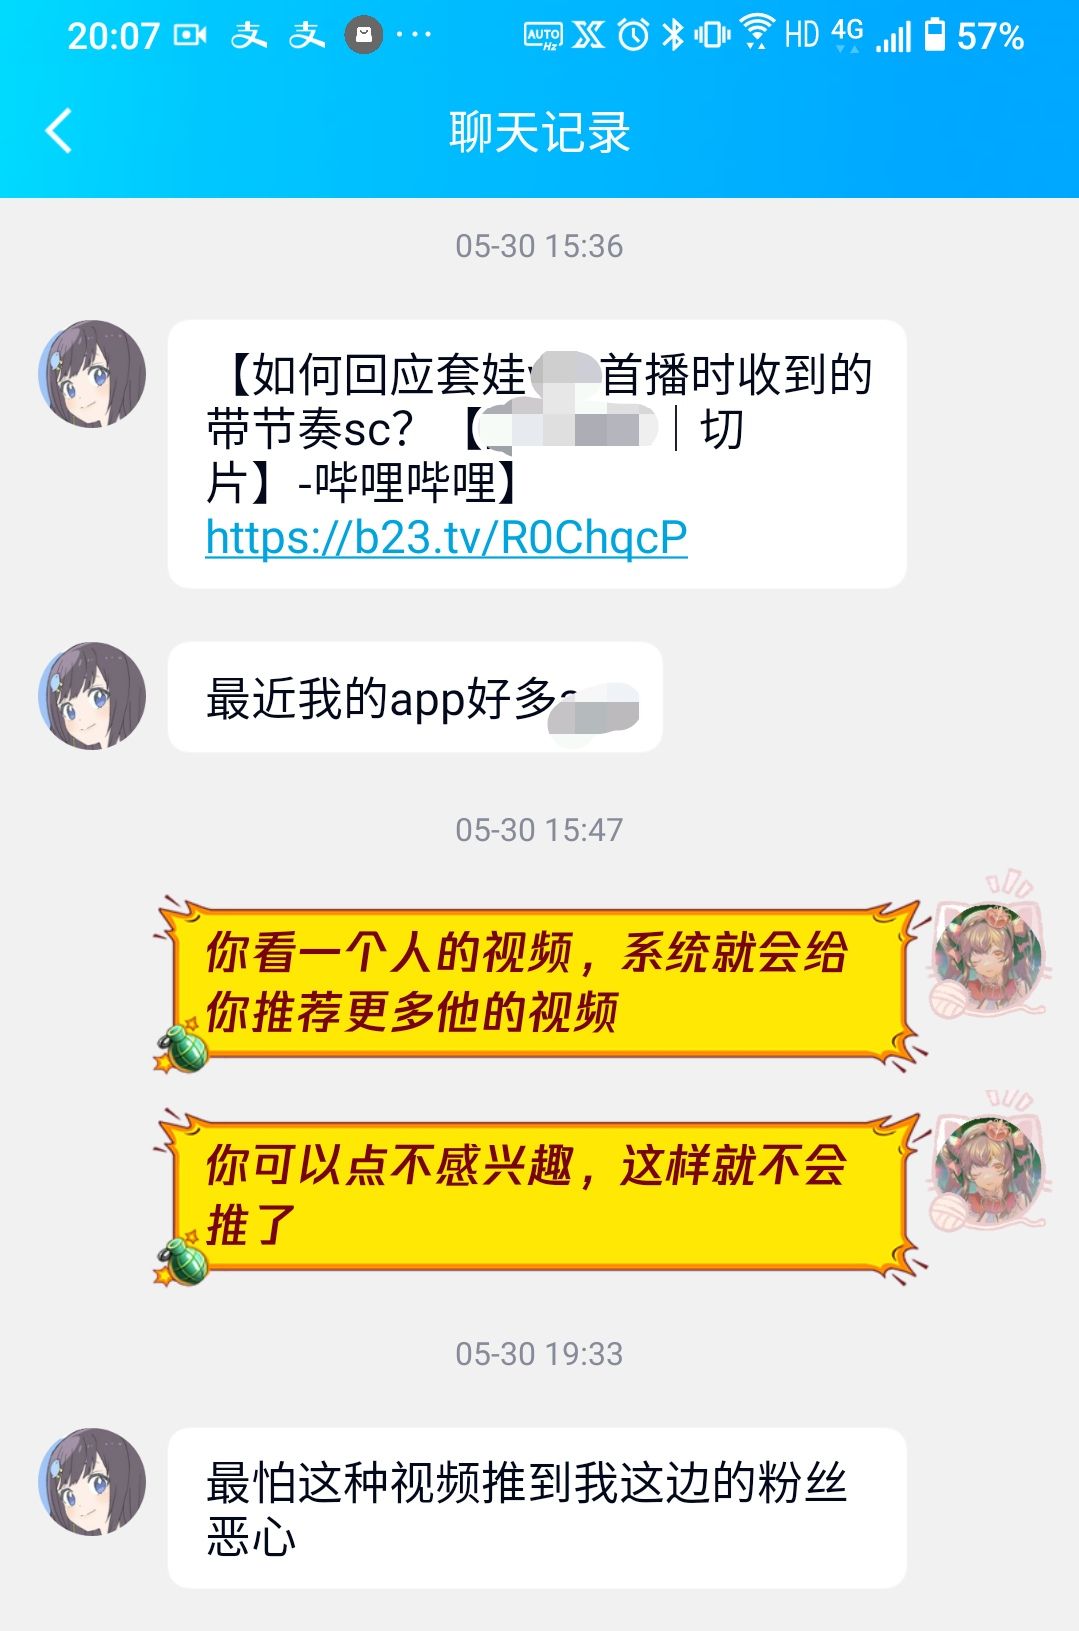 20:07 支 支 ··· AUTO Hz HD 4G 57%
聊天记录
05-30 15:36
【如何回应套娃 首播时收到的
带节奏sc？【 ｜切
片】-哔哩哔哩】
https://b23.tv/R0ChqcP
最近我的app好多
05-30 15:47
你看一个人的视频，系统就会给
你推荐更多他的视频
你可以点不感兴趣，这样就不会
推了
05-30 19:33
最怕这种视频推到我这边的粉丝
恶心